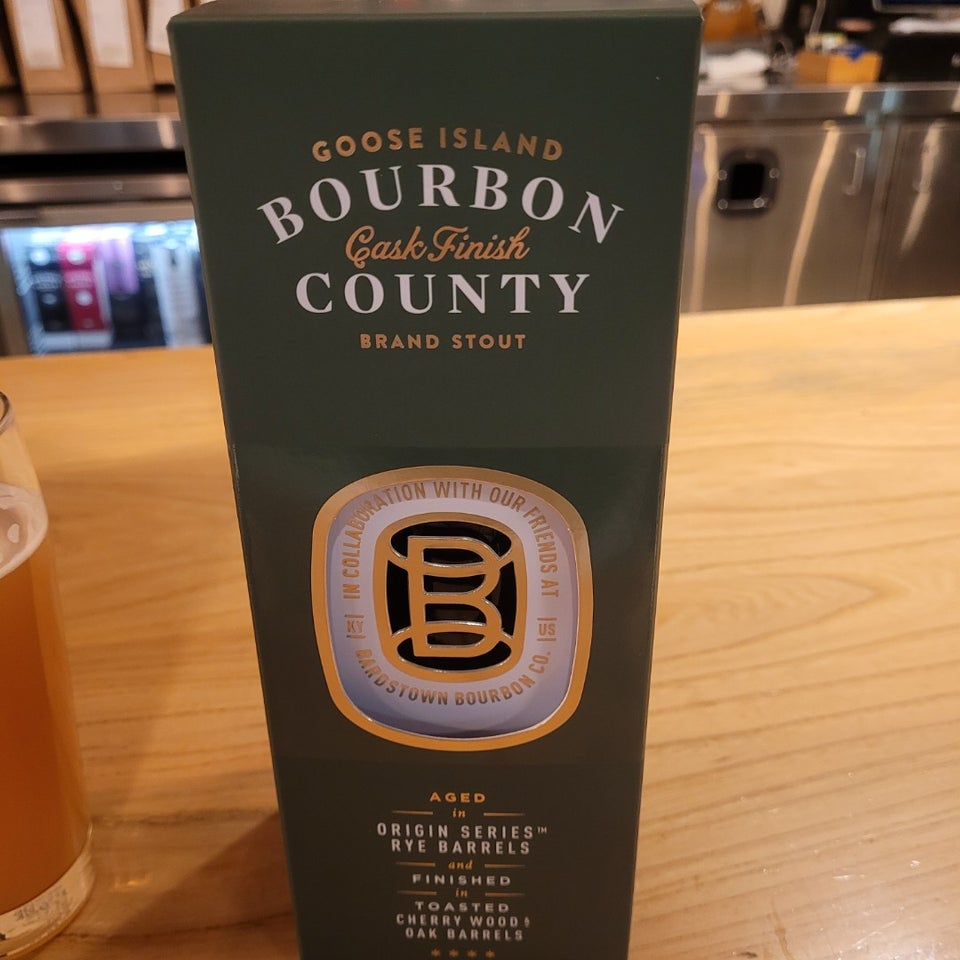 GOOSE ISLAND
BOURBON
Cask Finish
COUNTY
BRAND STOUT
IN COLLABORATION WITH OUR FRIENDS AT
KY
B
US
BARDSTOWN BOURBON CO.
AGED
in
ORIGIN SERIES™
RYE BARRELS
and
FINISHED
in
TOASTED
CHERRY WOOD &
OAK BARRELS